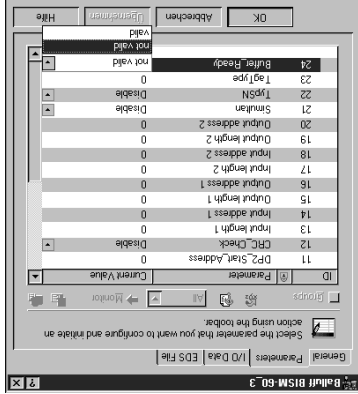 Balluff BISM-60_3
General Parameters I/O Data EDS File
Select the parameter that you want to configure and initiate an
action using the toolbar.
groups All Monitor
ID Parameter Current Value
11 DP2_Start_Address 0
12 CRC_Check Disable
13 Input length 1 0
14 Input address 1 0
15 Output length 1 0
16 Output address 1 0
17 Input length 2 0
18 Input address 2 0
19 Output length 2 0
20 Output address 2 0
21 Simultan Disable
22 TypSN Disable
23 TagType 0
24 Buffer_Ready not valid
not valid
valid
OK Abbrechen Übernehmen Hilfe